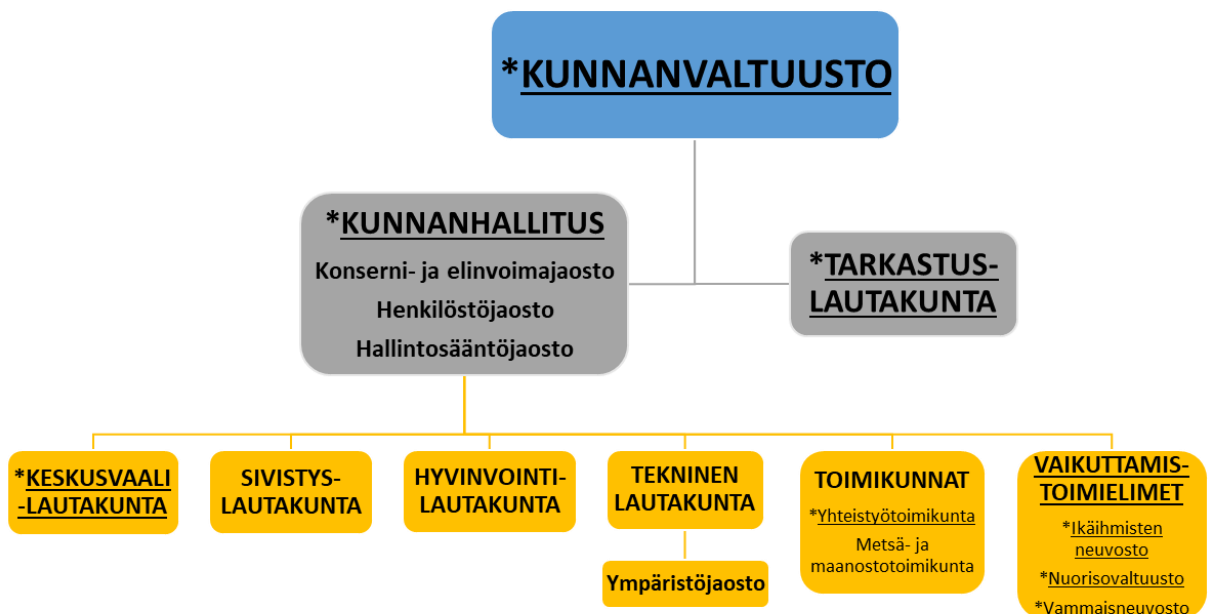 *KUNNANVALTUUSTO
*KUNNANHALLITUS
Konserni- ja elinvoimajaosto
Henkilöstöjaosto
Hallintosääntöjaosto
*TARKASTUS-
LAUTAKUNTA
*KESKUSVAALI
-LAUTAKUNTA
SIVISTYS-
LAUTAKUNTA
HYVINVOINTI-
LAUTAKUNTA
TEKNINEN
LAUTAKUNTA
Ympäristöjaosto
TOIMIKUNNAT
*Yhteistyötoimikunta
Metsä- ja
maanostotoimikunta
VAIKUTTAMIS-
TOIMIELIMET
*Ikäihmisten
neuvosto
*Nuorisovaltuusto
*Vammaisneuvosto